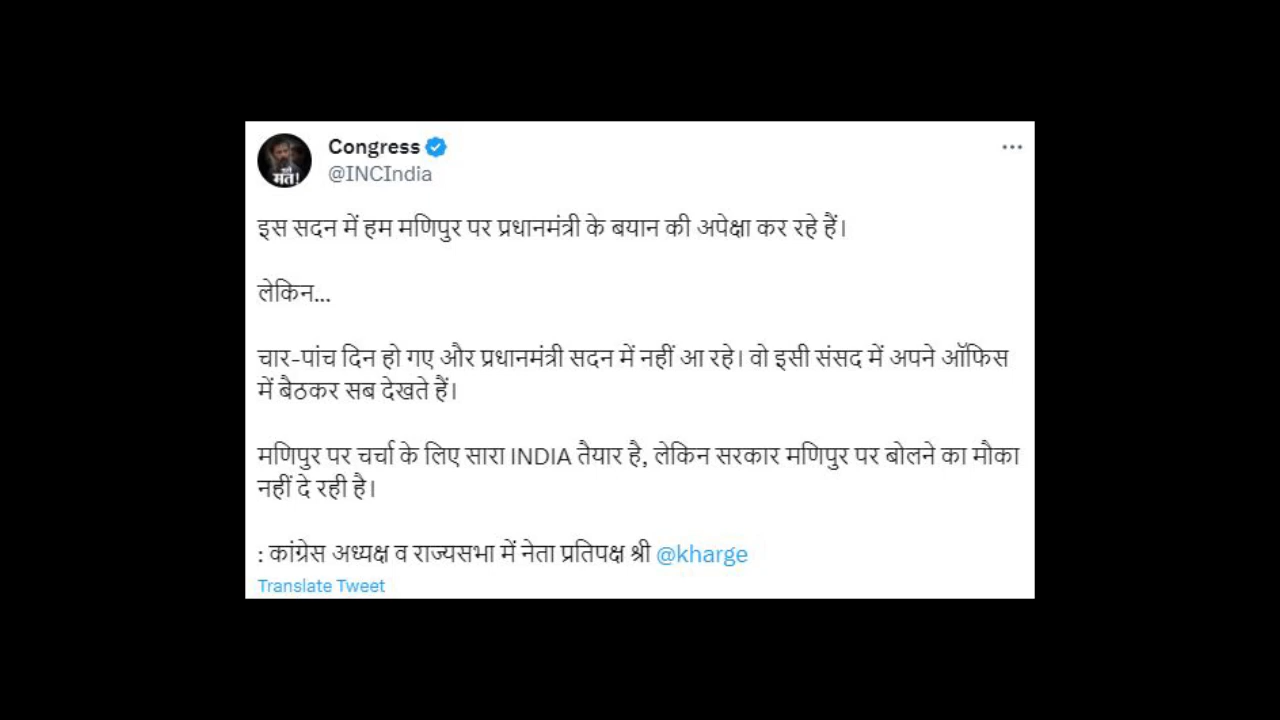 Congress
@INCIndia
इस सदन में हम मणिपुर पर प्रधानमंत्री के बयान की अपेक्षा कर रहे हैं।
लेकिन...
चार-पांच दिन हो गए और प्रधानमंत्री सदन में नहीं आ रहे। वो इसी संसद में अपने ऑफिस
में बैठकर सब देखते हैं।
मणिपुर पर चर्चा के लिए सारा INDIA तैयार है, लेकिन सरकार मणिपुर पर बोलने का मौका
नहीं दे रही है।
: कांग्रेस अध्यक्ष व राज्यसभा में नेता प्रतिपक्ष श्री @kharge
Translate Tweet